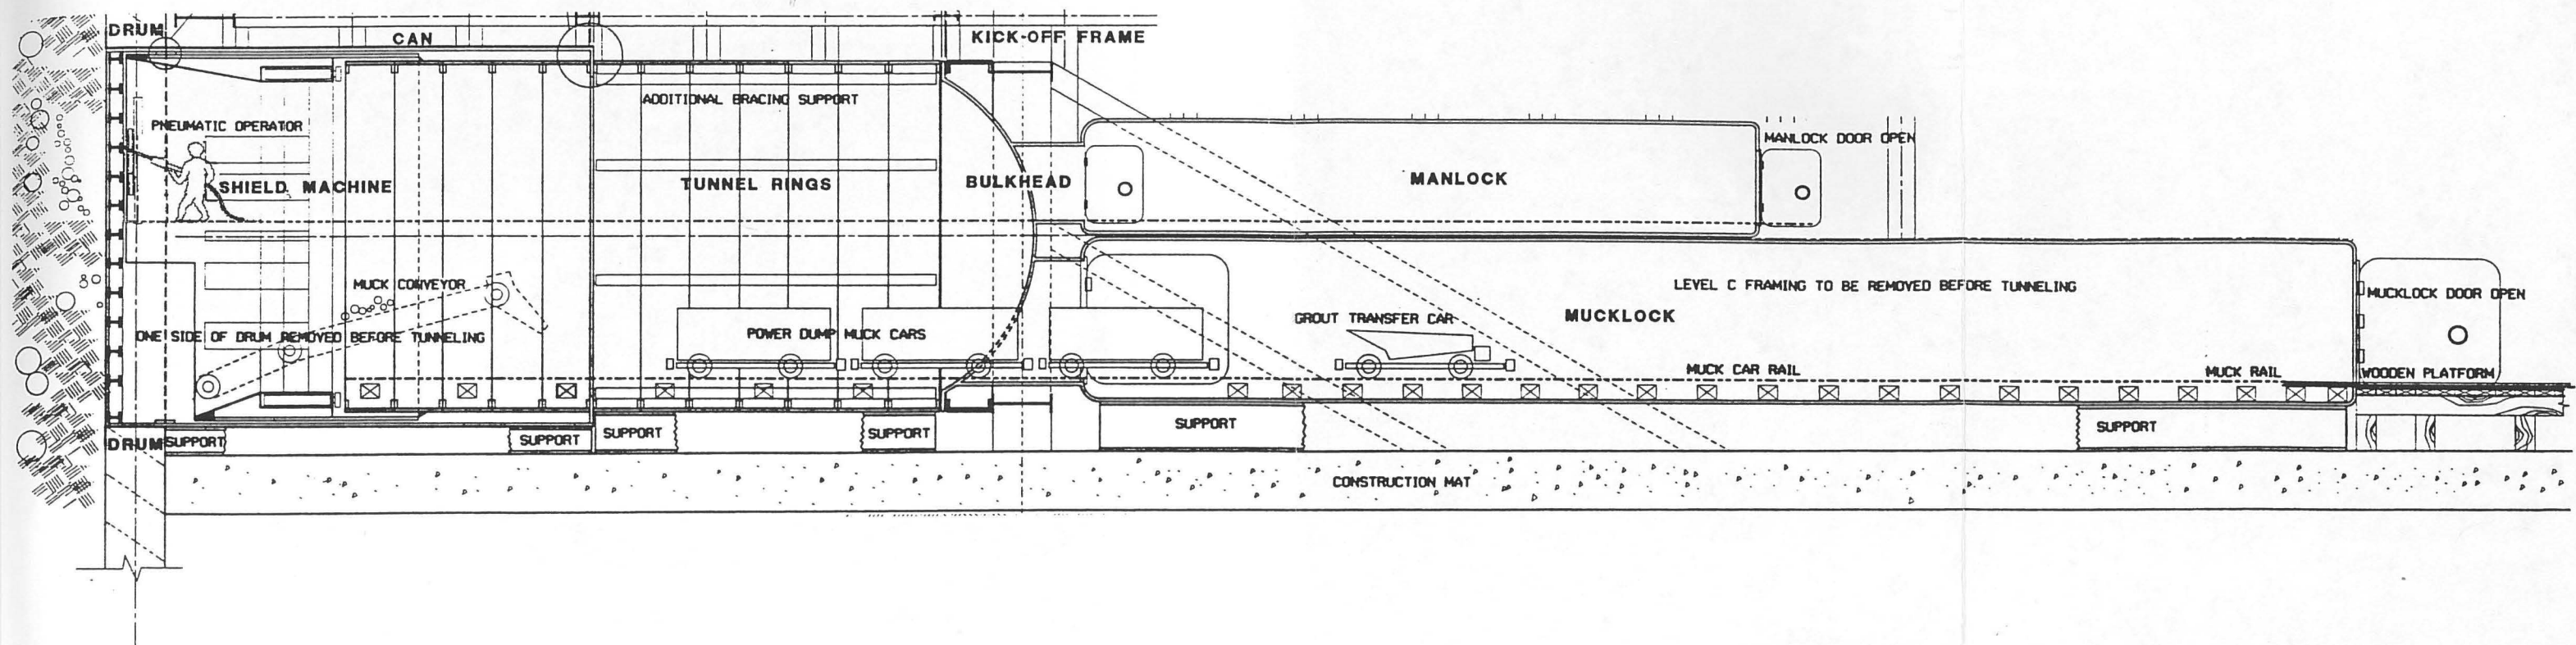 DRUM
CAN
KICK-OFF FRAME
ADDITIONAL BRACING SUPPORT
PNEUMATIC OPERATOR
MANLOCK DOOR OPEN
SHIELD MACHINE
TUNNEL RINGS
BULKHEAD
MANLOCK
MUCK CONVEYOR
LEVEL C FRAMING TO BE REMOVED BEFORE TUNNELING
MUCKLOCK DOOR OPEN
ONE SIDE OF DRUM REMOVED BEFORE TUNNELING
POWER DUMP MUCK CARS
GROUT TRANSFER CAR
MUCKLOCK
MUCK CAR RAIL
MUCK RAIL
WOODEN PLATFORM
DRUM
SUPPORT
SUPPORT
SUPPORT
SUPPORT
SUPPORT
SUPPORT
CONSTRUCTION MAT